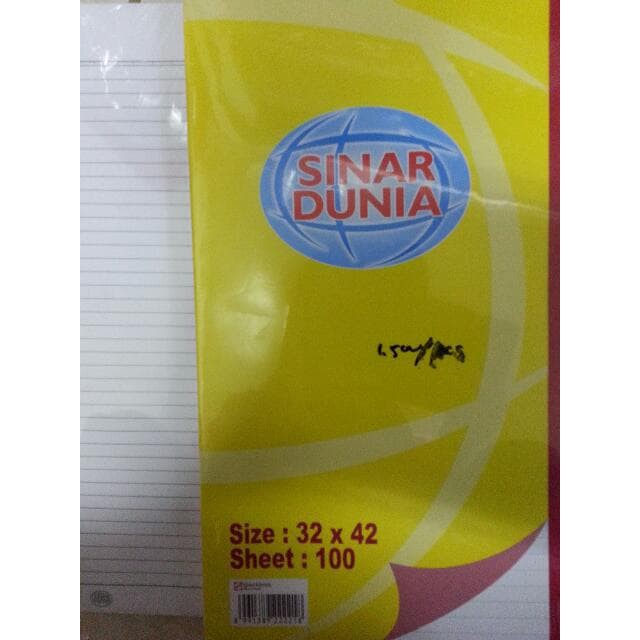 SINAR
DUNIA
Size : 32 x 42
Sheet : 100